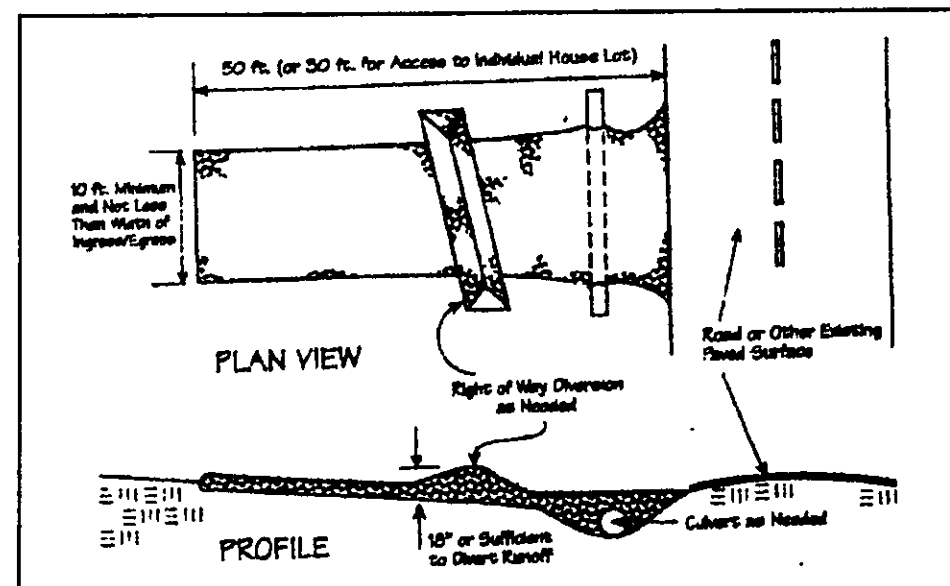 50 ft. (or 30 ft. for Access to Individual House Lot)
10 ft. Minimum
and Not Less
Than Width of
Ingress/Egress
PLAN VIEW
Road or Other Existing
Paved Surface
Right of Way Diversion
as Needed
Culvert as Needed
18" or Sufficient
to Divert Runoff
PROFILE